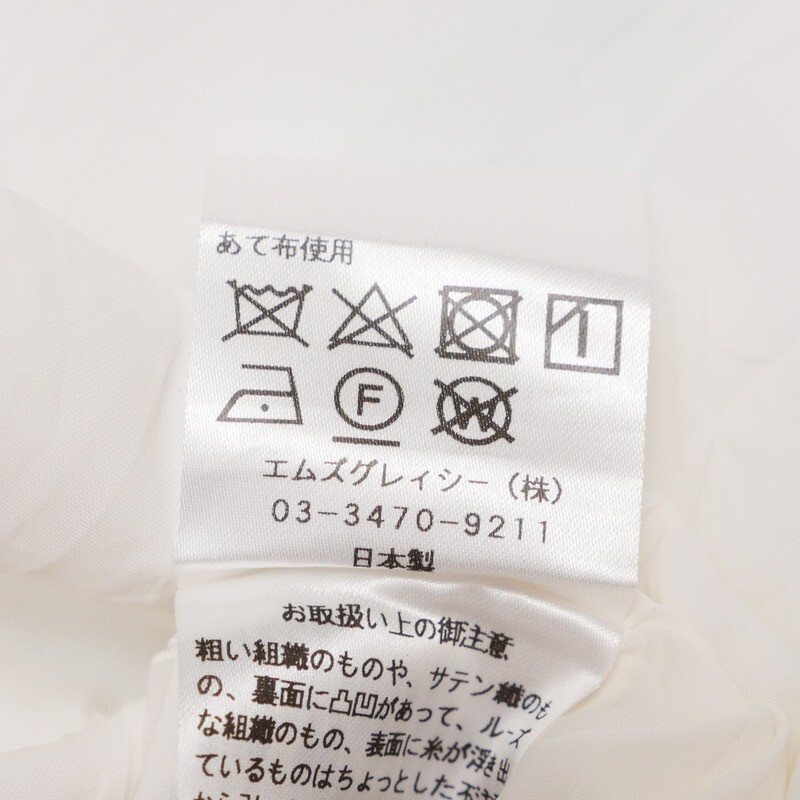 あて布使用
F W
エムズグレイシー（株）
03-3470-9211
日本製
お取扱い上の御注意
粗い組織のものや、サテン織のも
の、裏面に凸凹があって、ルーズ
な組織のもの、表面に糸が浮き出
ているものはちょっとした不注